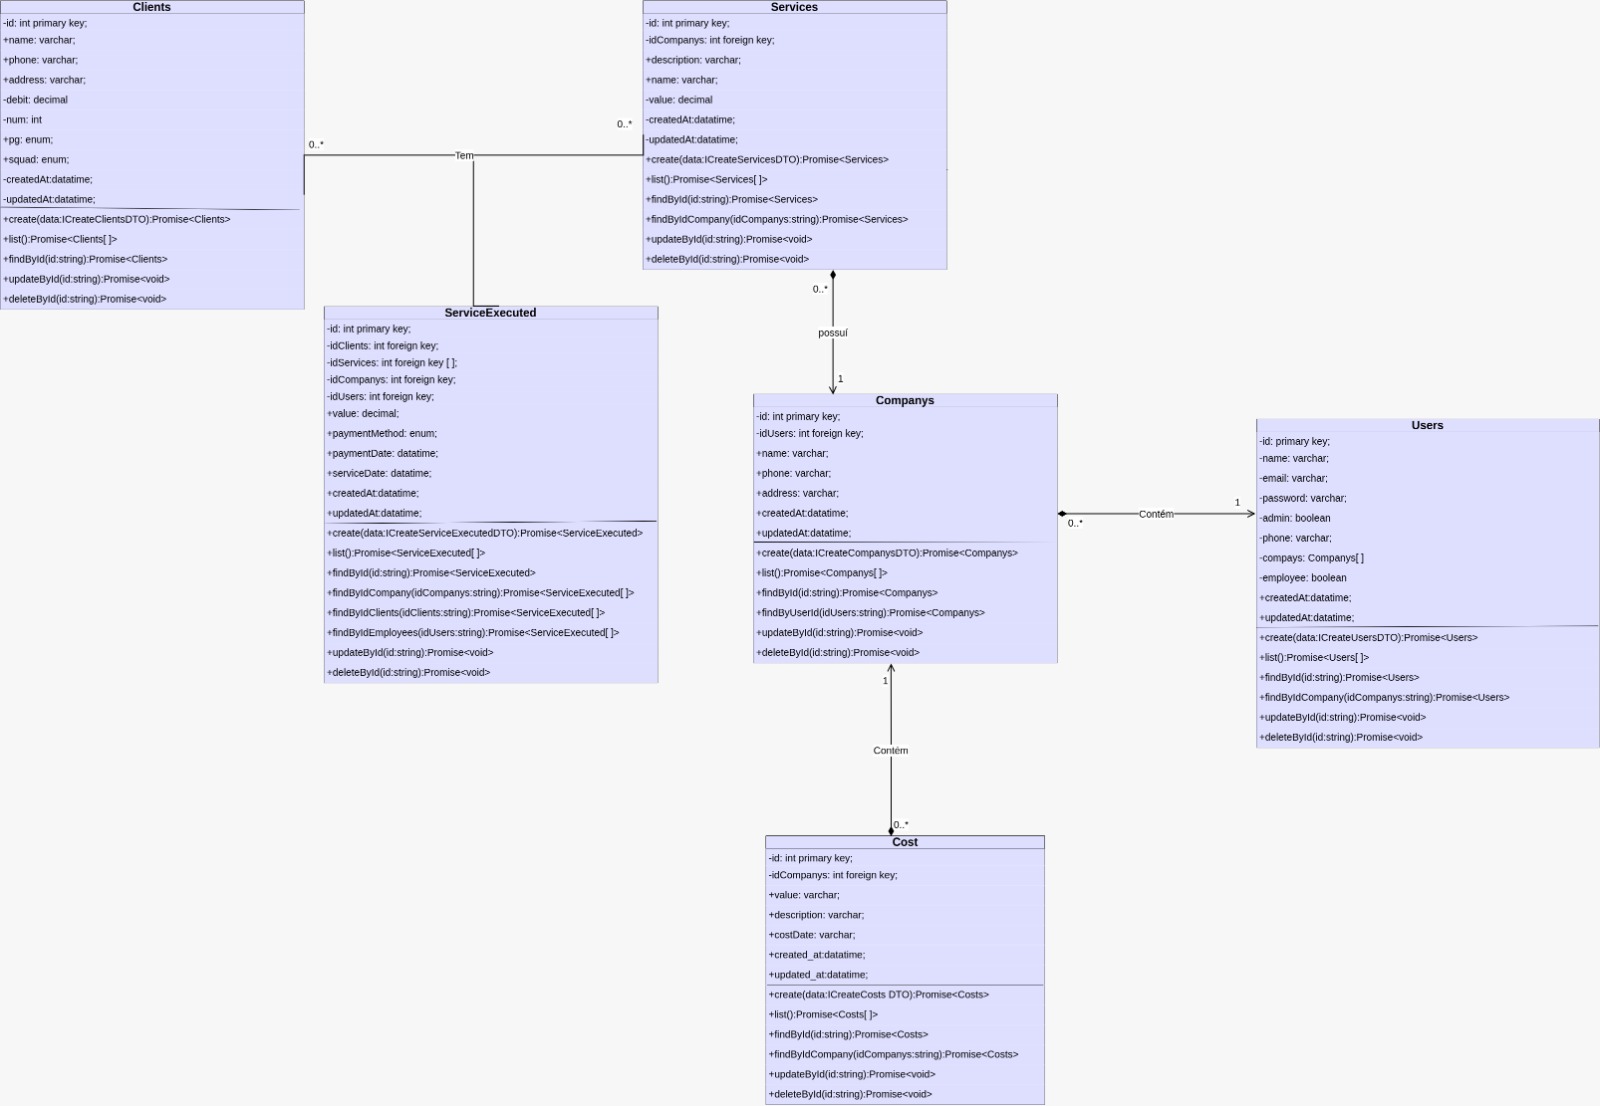 Clients
-id: int primary key;
+name: varchar;
+phone: varchar;
+address: varchar;
-debit: decimal
-num: int
+pg: enum;
+squad: enum;
-createdAt:datatime;
-updatedAt:datatime;
+create(data:ICreateClientsDTO):Promise<Clients>
+list():Promise<Clients[ ]>
+findById(id:string):Promise<Clients>
+updateById(id:string):Promise<void>
+deleteById(id:string):Promise<void>
0..*
Tem
0..*
Services
-id: int primary key;
-idCompanys: int foreign key;
+description: varchar;
+name: varchar;
-value: decimal
-createdAt:datatime;
-updatedAt:datatime;
+create(data:ICreateServicesDTO):Promise<Services>
+list():Promise<Services[ ]>
+findById(id:string):Promise<Services>
+findByIdCompany(idCompanys:string):Promise<Services>
+updateById(id:string):Promise<void>
+deleteById(id:string):Promise<void>
0..*
possuí
1
ServiceExecuted
-id: int primary key;
-idClients: int foreign key;
-idServices: int foreign key [ ];
-idCompanys: int foreign key;
-idUsers: int foreign key;
+value: decimal;
+paymentMethod: enum;
+paymentDate: datatime;
+serviceDate: datatime;
+createdAt:datatime;
+updatedAt:datatime;
+create(data:ICreateServiceExecutedDTO):Promise<ServiceExecuted>
+list():Promise<ServiceExecuted[ ]>
+findById(id:string):Promise<ServiceExecuted>
+findByIdCompany(idCompanys:string):Promise<ServiceExecuted[ ]>
+findByIdClients(idClients:string):Promise<ServiceExecuted[ ]>
+findByIdEmployees(idUsers:string):Promise<ServiceExecuted[ ]>
+updateById(id:string):Promise<void>
+deleteById(id:string):Promise<void>
Companys
-id: int primary key;
-idUsers: int foreign key;
+name: varchar;
+phone: varchar;
+address: varchar;
+createdAt:datatime;
+updatedAt:datatime;
+create(data:ICreateCompanysDTO):Promise<Companys>
+list():Promise<Companys[ ]>
+findById(id:string):Promise<Companys>
+findByUserId(idUsers:string):Promise<Companys>
+updateById(id:string):Promise<void>
+deleteById(id:string):Promise<void>
0..*
Contém
1
Users
-id: primary key;
-name: varchar;
-email: varchar;
-password: varchar;
-admin: boolean
-phone: varchar;
-compays: Companys[ ]
-employee: boolean
+createdAt:datatime;
+updatedAt:datatime;
+create(data:ICreateUsersDTO):Promise<Users>
+list():Promise<Users[ ]>
+findById(id:string):Promise<Users>
+findByIdCompany(idCompanys:string):Promise<Users>
+updateById(id:string):Promise<void>
+deleteById(id:string):Promise<void>
1
Contém
0..*
Cost
-id: int primary key;
-idCompanys: int foreign key;
+value: varchar;
+description: varchar;
+costDate: varchar;
+created_at:datatime;
+updated_at:datatime;
+create(data:ICreateCosts DTO):Promise<Costs>
+list():Promise<Costs[ ]>
+findById(id:string):Promise<Costs>
+findByIdCompany(idCompanys:string):Promise<Costs>
+updateById(id:string):Promise<void>
+deleteById(id:string):Promise<void>